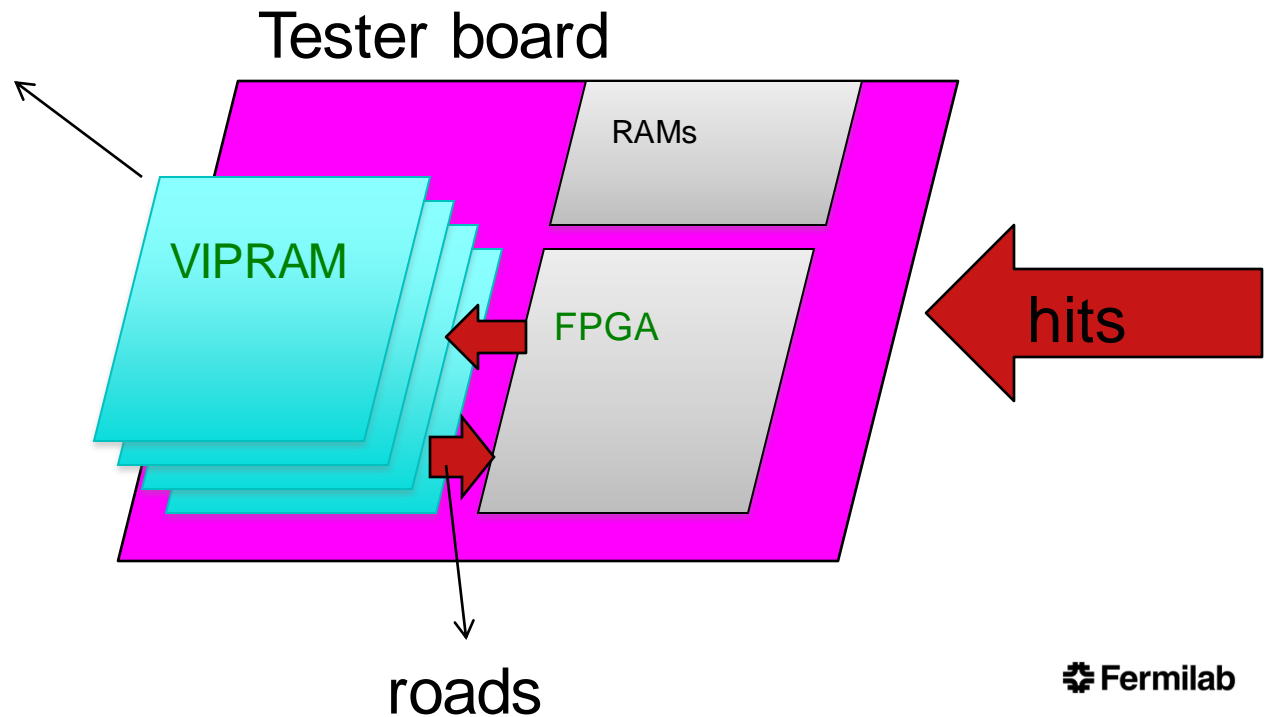 Tester board
RAMs
VIPRAM
FPGA
hits
roads
Fermilab